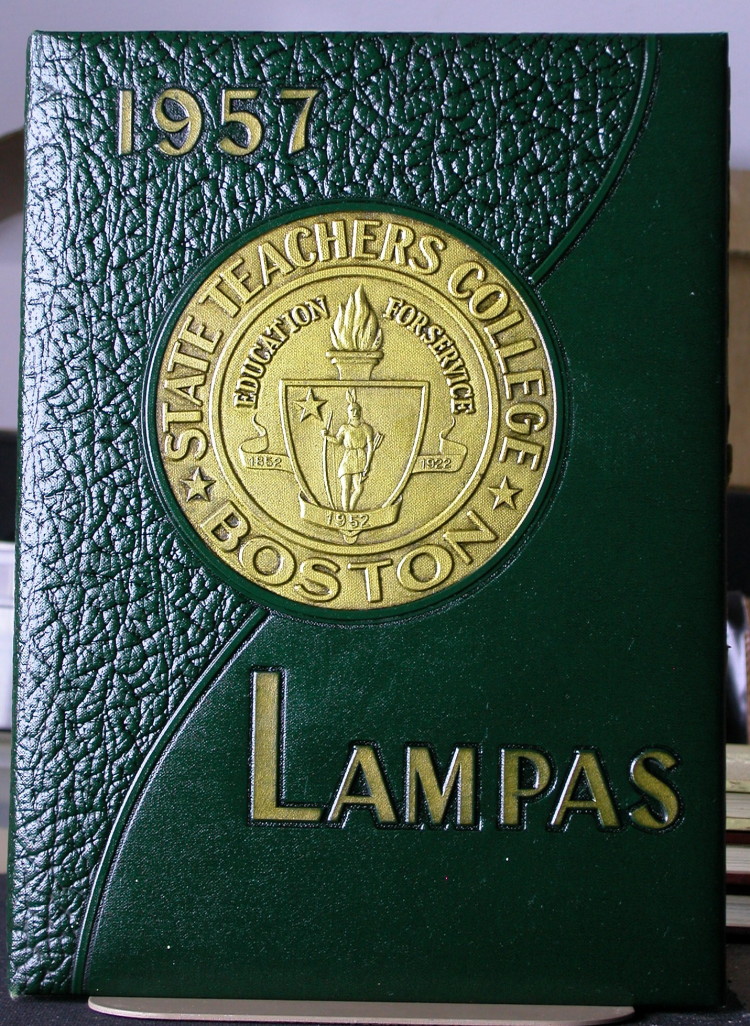 1957
STATE TEACHERS COLLEGE
EDUCATION FOR SERVICE
1852
1922
1952
BOSTON
LAMPAS